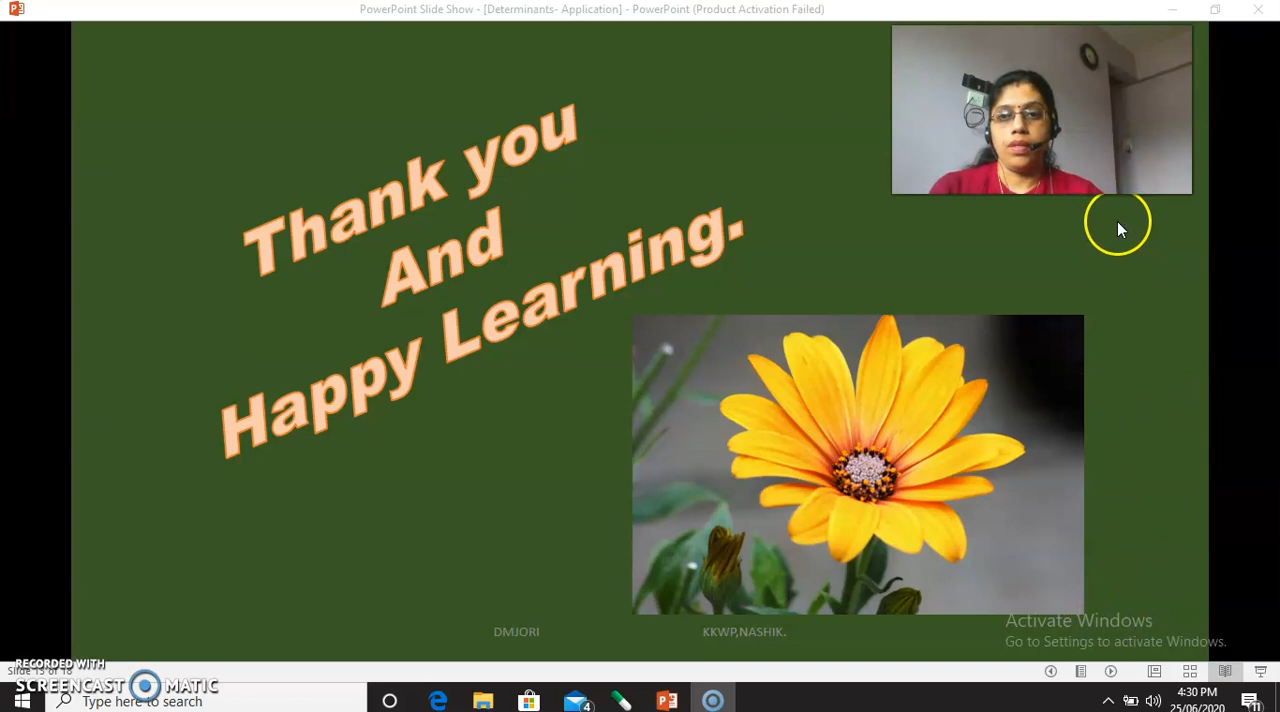 PowerPoint Slide Show - [Determinants- Application] - PowerPoint (Product Activation Failed)
Thank you
And
Happy Learning.
DMJORI
KKWP,NASHIK.
Activate Windows
Go to Settings to activate Windows.
RECORDED WITH
SCREENCAST MATIC
Type here to search
4
4:30 PM
25/06/2020
11